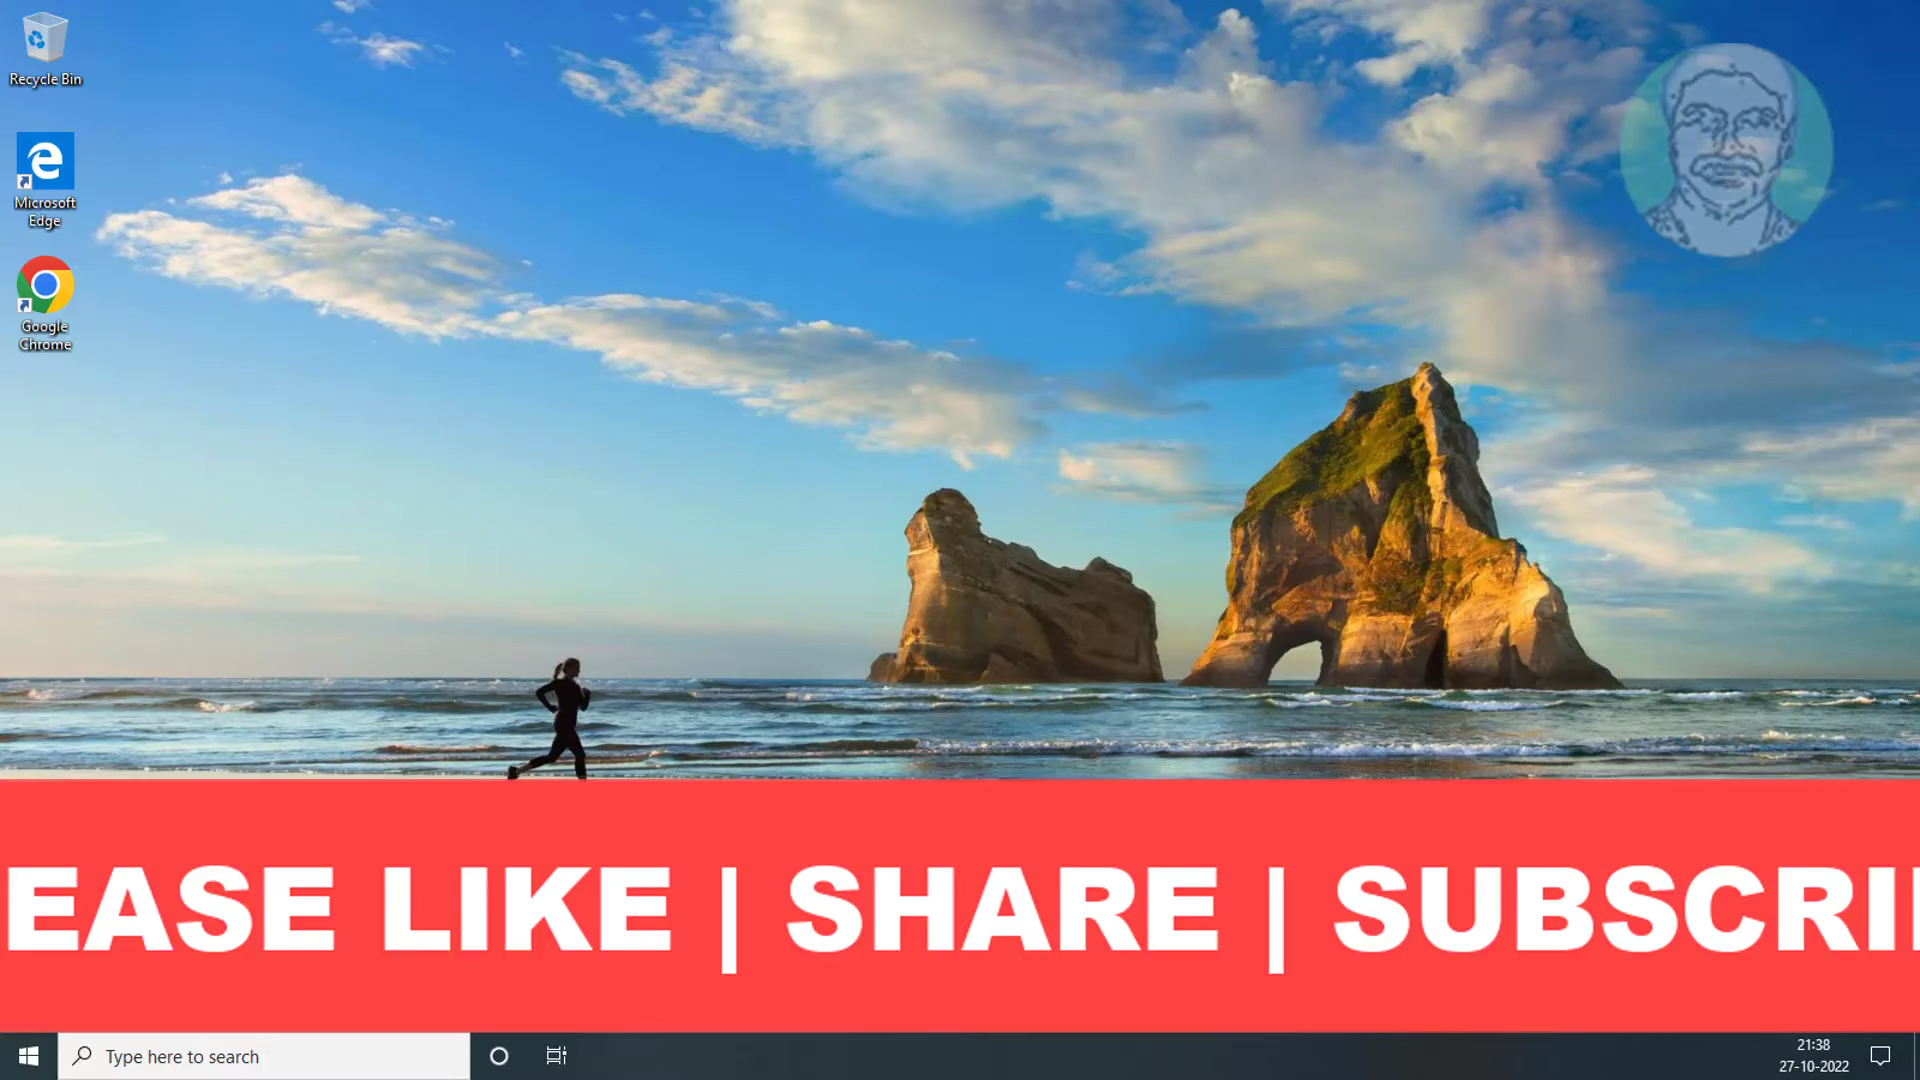 Recycle Bin
Microsoft
Edge
Google
Chrome
EASE LIKE | SHARE | SUBSCRI
Type here to search
21:38
27-10-2022